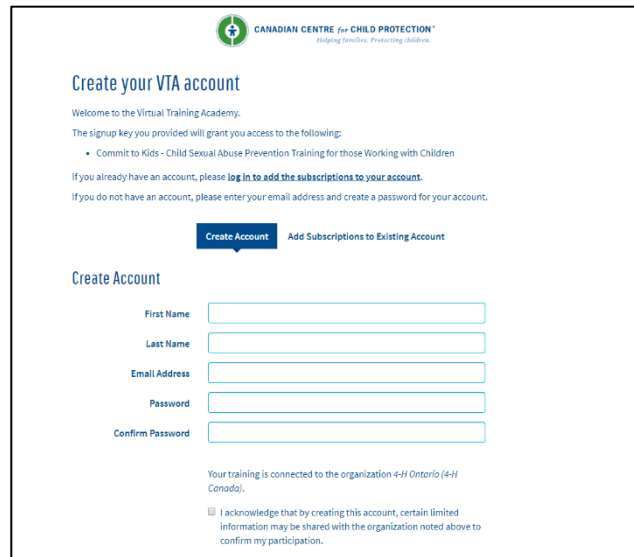 CANADIAN CENTRE for CHILD PROTECTION™
Helping families. Protecting children.
Create your VTA account
Welcome to the Virtual Training Academy.
The signup key you provided will grant you access to the following:
• Commit to Kids - Child Sexual Abuse Prevention Training for those Working with Children
If you already have an account, please log in to add the subscriptions to your account.
If you do not have an account, please enter your email address and create a password for your account.
Create Account Add Subscriptions to Existing Account
Create Account
First Name
Last Name
Email Address
Password
Confirm Password
Your training is connected to the organization 4-H Ontario (4-H
Canada).
I acknowledge that by creating this account, certain limited
information may be shared with the organization noted above to
confirm my participation.